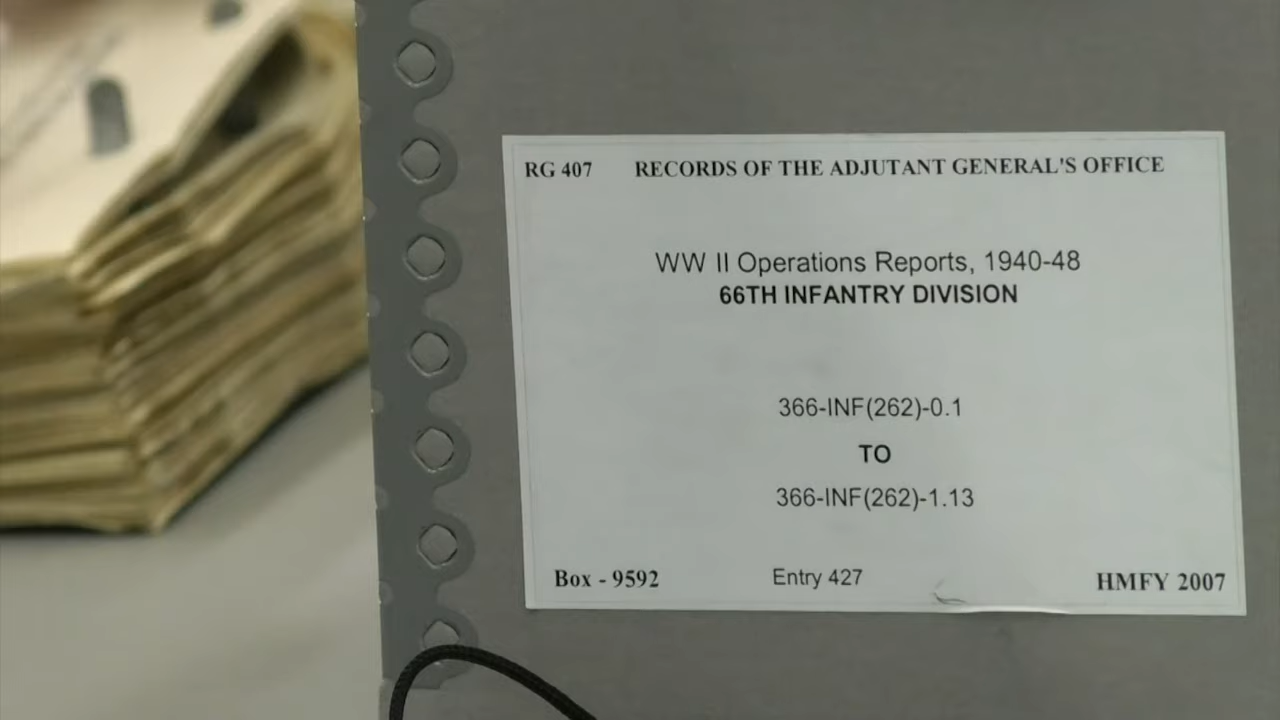 RG 407 RECORDS OF THE ADJUTANT GENERAL'S OFFICE
WW II Operations Reports, 1940-48
66TH INFANTRY DIVISION
366-INF(262)-0.1
TO
366-INF(262)-1.13
Box - 9592 Entry 427 HMFY 2007